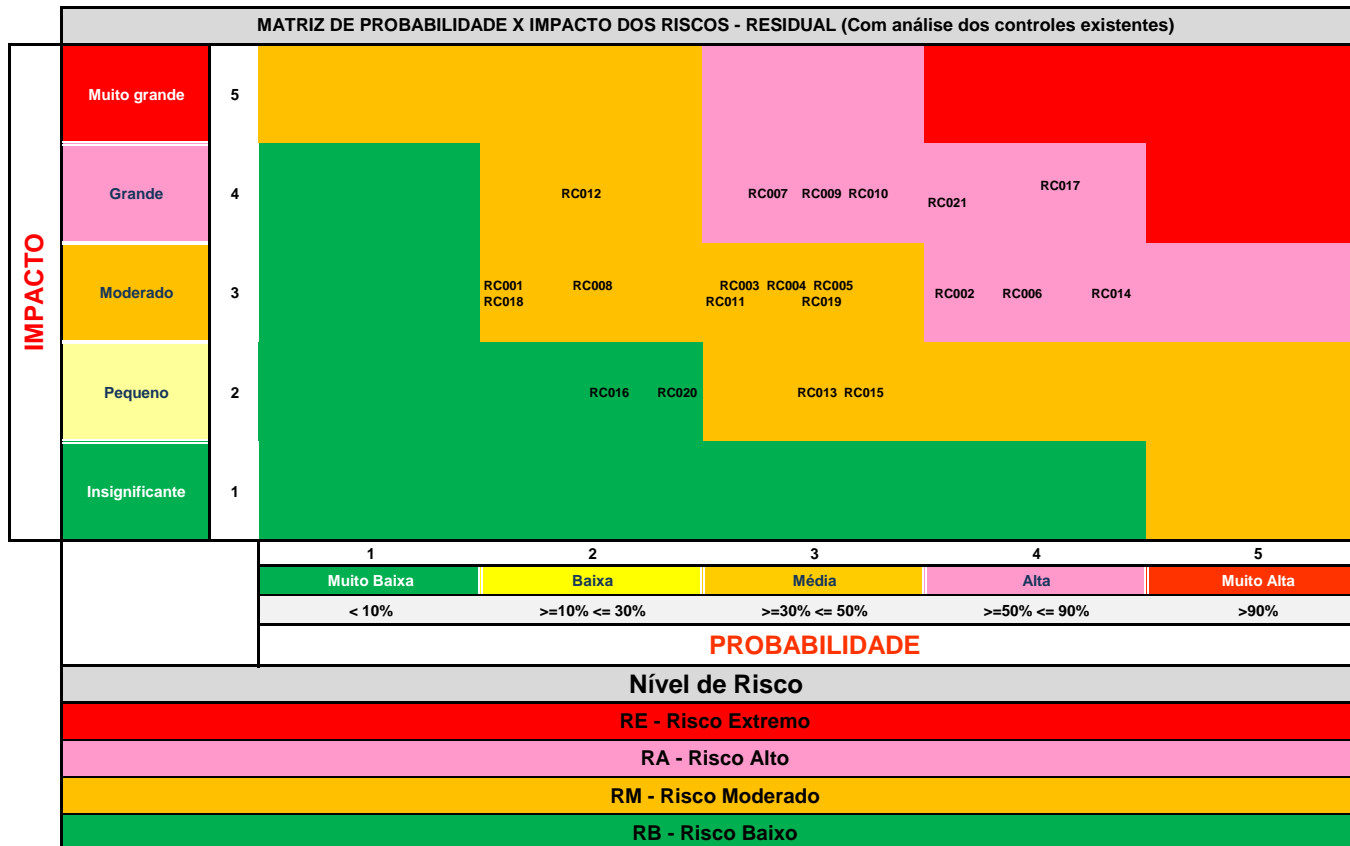 MATRIZ DE PROBABILIDADE X IMPACTO DOS RISCOS - RESIDUAL (Com análise dos controles existentes)
IMPACTO
Muito grande 5
Grande 4 RC012 RC007 RC009 RC010 RC021 RC017
Moderado 3
RC001 RC008 RC003 RC004 RC005 RC002 RC006 RC014
RC018 RC011 RC019
Pequeno 2 RC016 RC020 RC013 RC015
Insignificante 1
1 2 3 4 5
Muito Baixa Baixa Média Alta Muito Alta
< 10% >=10% <= 30% >=30% <= 50% >=50% <= 90% >90%
PROBABILIDADE
Nível de Risco
RE - Risco Extremo
RA - Risco Alto
RM - Risco Moderado
RB - Risco Baixo